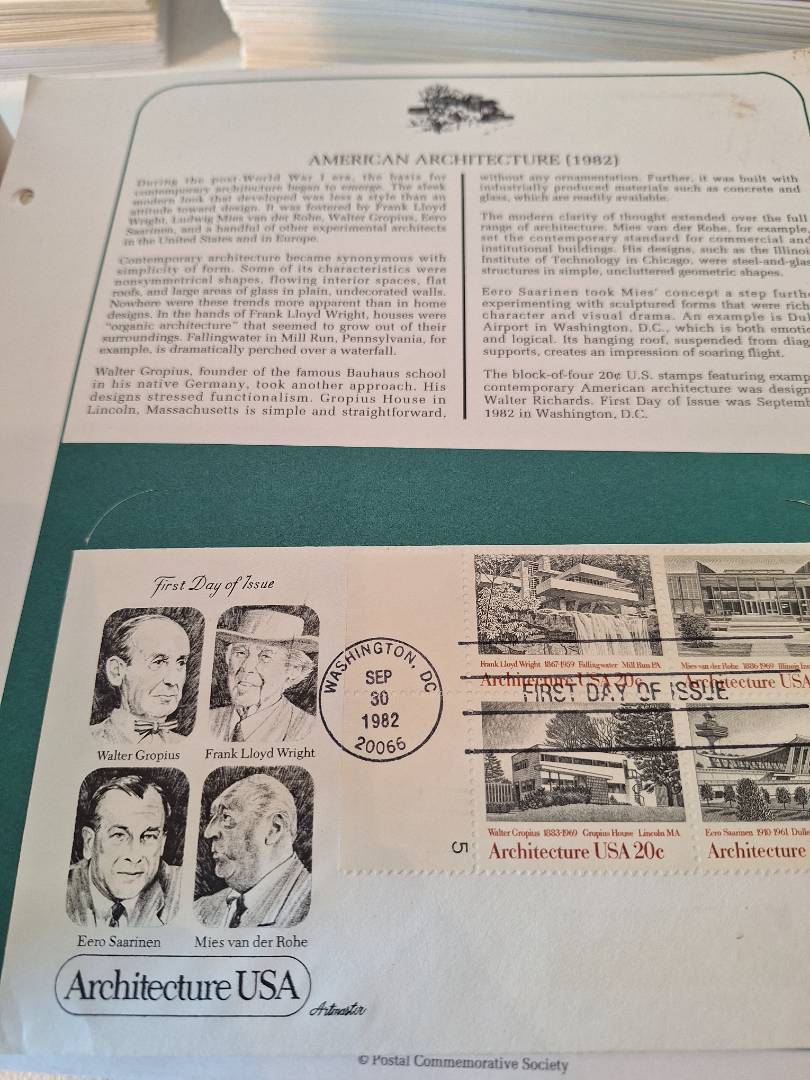 AMERICAN ARCHITECTURE (1982)
During the post-World War I era, the basis for
contemporary architecture began to emerge. The sleek
modern look that developed was less a style than an
attitude toward design. It was fostered by Frank Lloyd
Wright, Ludwig Mies van der Rohe, Walter Gropius, Eero
Saarinen, and a handful of other experimental architects
in the United States and in Europe.
Contemporary architecture became synonymous with
simplicity of form. Some of its characteristics were
nonsymmetrical shapes, flowing interior spaces, flat
roofs, and large areas of glass in plain, undecorated walls.
Nowhere were these trends more apparent than in home
designs. In the hands of Frank Lloyd Wright, houses were
"organic architecture" that seemed to grow out of their
surroundings. Fallingwater in Mill Run, Pennsylvania, for
example, is dramatically perched over a waterfall.
Walter Gropius, founder of the famous Bauhaus school
in his native Germany, took another approach. His
designs stressed functionalism. Gropius House in
Lincoln, Massachusetts is simple and straightforward,
without any ornamentation. Further, it was built with
industrially produced materials such as concrete and
glass, which are readily available.
The modern clarity of thought extended over the full
range of architecture. Mies van der Rohe, for example,
set the contemporary standard for commercial and
institutional buildings. His designs, such as the Illinoi
Institute of Technology in Chicago, were steel-and-glas
structures in simple, uncluttered geometric shapes.
Eero Saarinen took Mies' concept a step furthe
experimenting with sculptured forms that were rich
character and visual drama. An example is Dul
Airport in Washington, D.C., which is both emotio
and logical. Its hanging roof, suspended from diag
supports, creates an impression of soaring flight.
The block-of-four 20¢ U.S. stamps featuring examp
contemporary American architecture was design
Walter Richards. First Day of Issue was Septemb
1982 in Washington, D.C.
First Day of Issue
Walter Gropius
Frank Lloyd Wright
Eero Saarinen
Mies van der Rohe
Architecture USA
Artmaster
WASHINGTON, DC
SEP
30
1982
20066
FIRST DAY OF ISSUE
Frank Lloyd Wright 1867-1959 Fallingwater Mill Run PA
Architecture USA 20c
Mies van der Rohe 1886-1969 Illinois Ins
Architecture USA
Walter Gropius 1883-1969 Gropius House Lincoln MA
Architecture USA 20c
Eero Saarinen 1910-1961 Dulle
Architecture
5
© Postal Commemorative Society